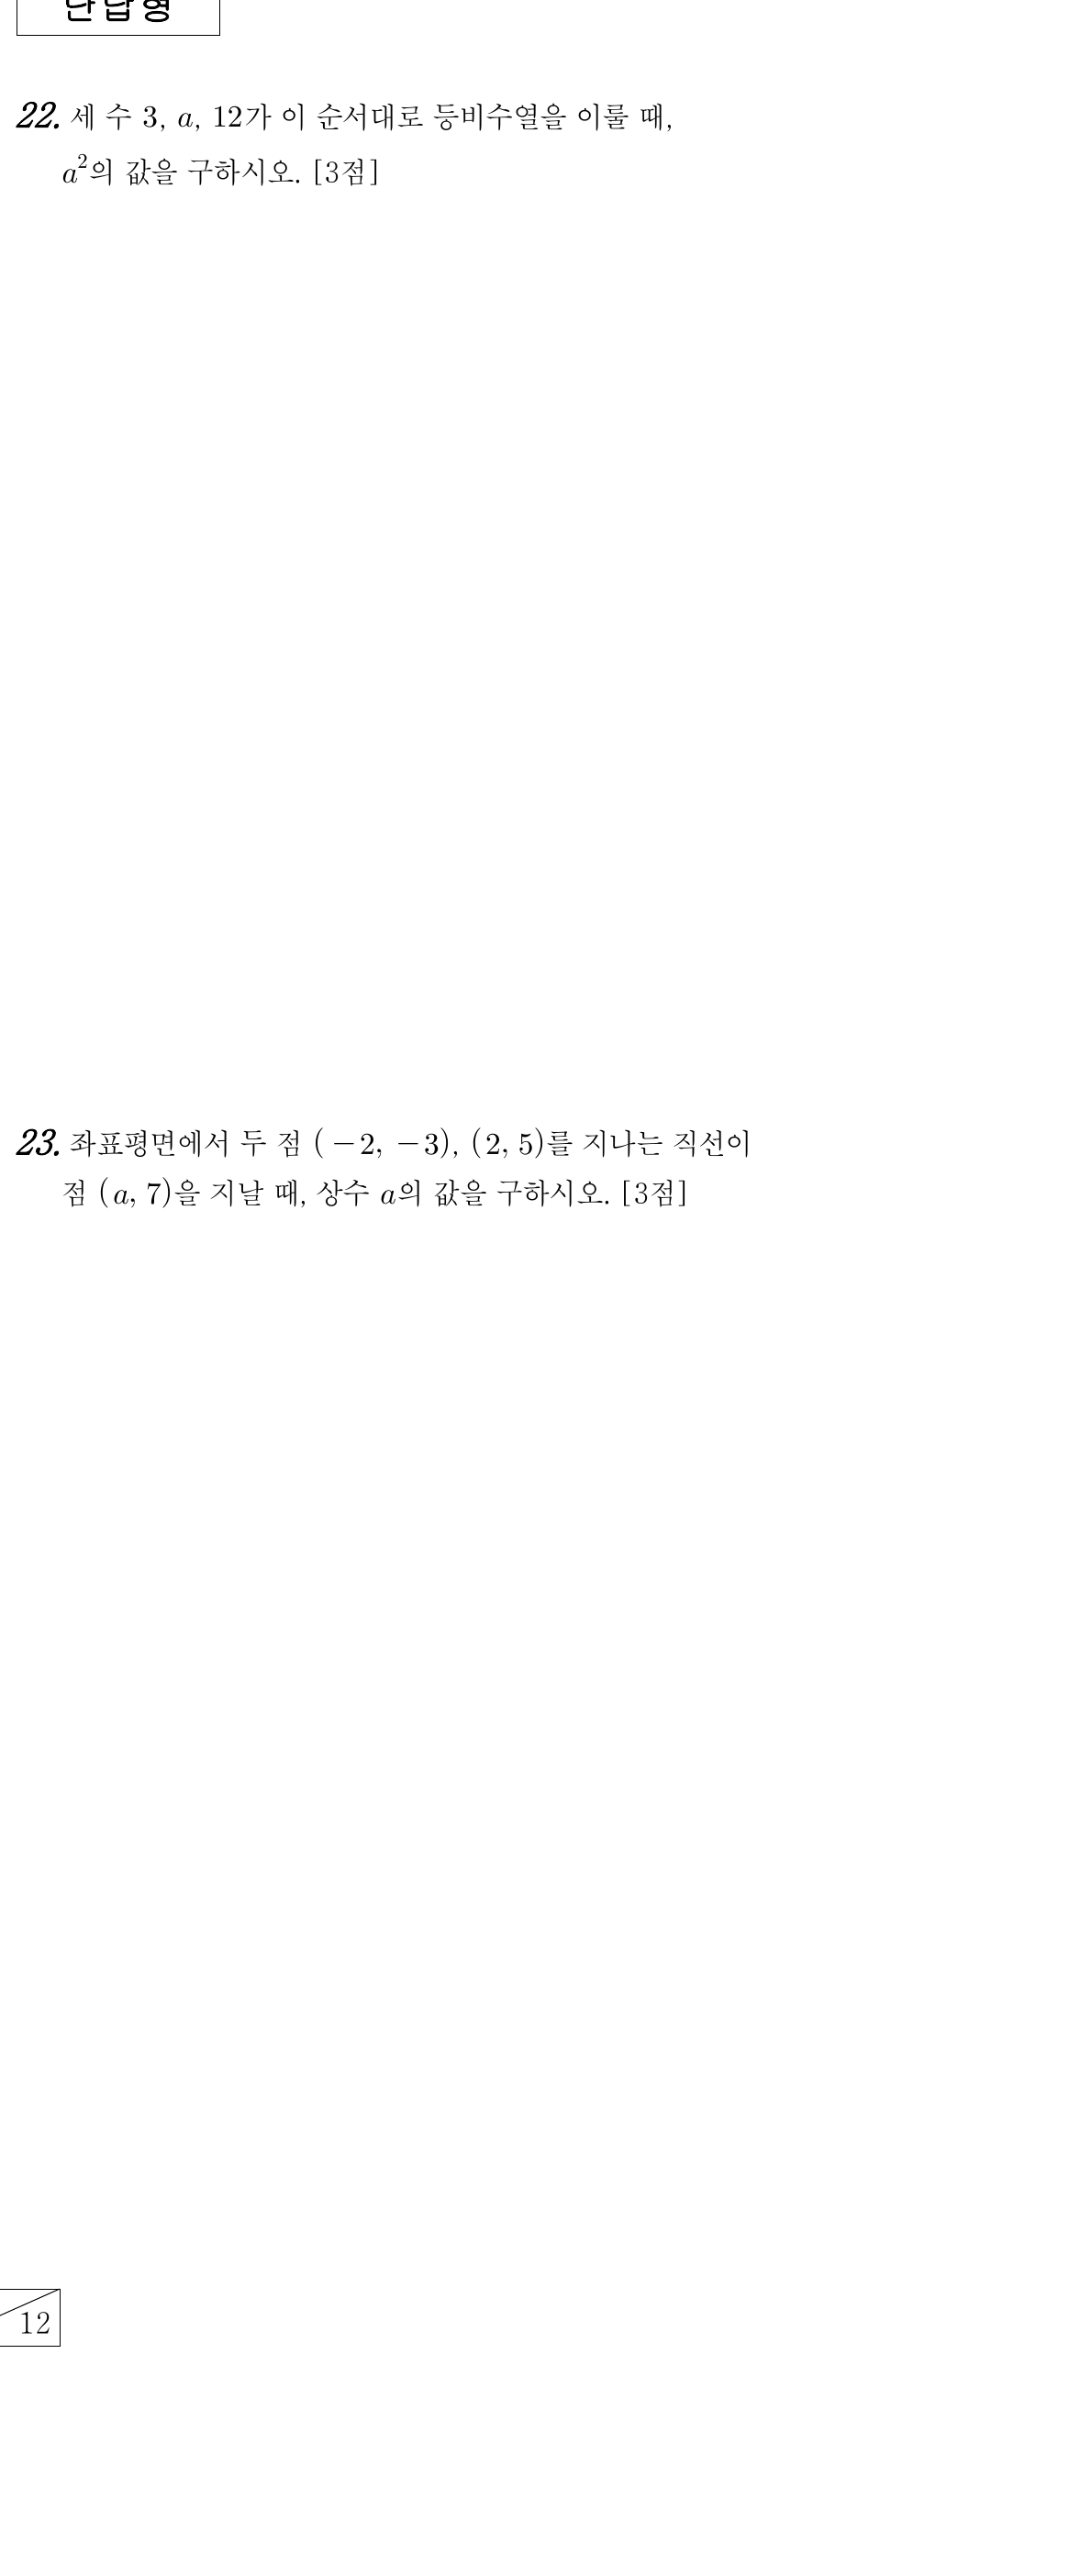 단답형
22. 세 수 3, a, 12가 이 순서대로 등비수열을 이룰 때,
a²의 값을 구하시오. [3점]
23. 좌표평면에서 두 점 (-2, -3), (2, 5)를 지나는 직선이
점 (a, 7)을 지날 때, 상수 a의 값을 구하시오. [3점]
12